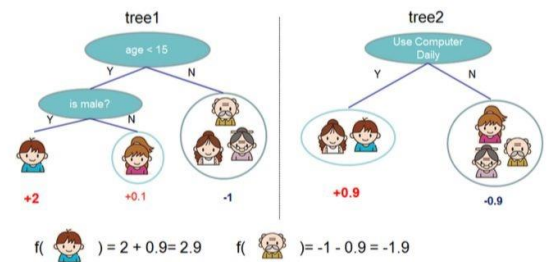 tree1
age < 15
Y
N
is male?
Y
N
+2
+0.1
-1
tree2
Use Computer
Daily
Y
N
+0.9
-0.9
f( ) = 2 + 0.9= 2.9
f( )= -1 - 0.9 = -1.9